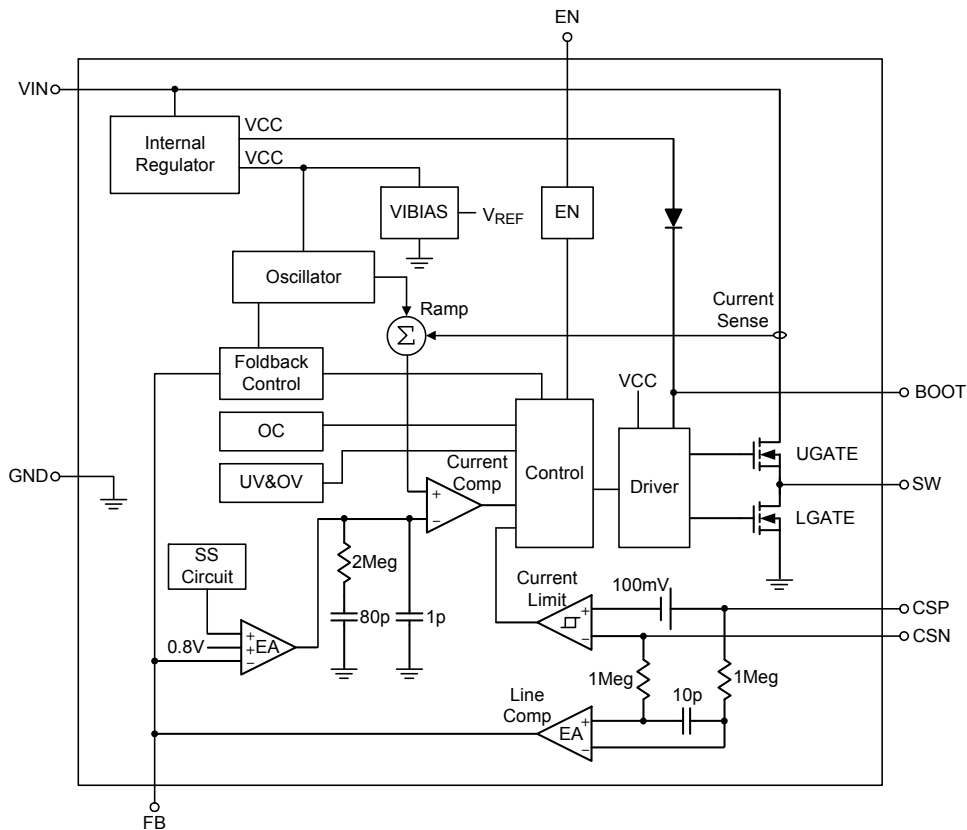 EN
VIN
Internal
Regulator
VCC
VCC
VIBIAS
VREF
EN
Oscillator
Ramp
Σ
Current
Sense
Foldback
Control
VCC
BOOT
OC
UV&OV
Current
Comp
+
−
Control
Driver
UGATE
SW
LGATE
GND
SS
Circuit
2Meg
80p
1p
0.8V
+
+
−
EA
Current
Limit
100mV
+
−
CSP
CSN
1Meg
1Meg
10p
Line
Comp
EA
+
−
FB